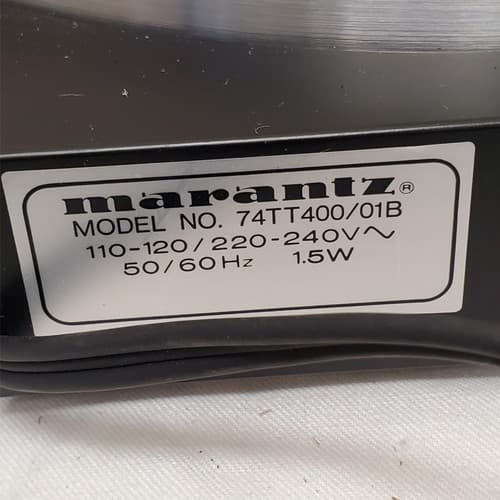 marantz®
MODEL NO. 74TT400/01B
110-120/220-240V～
50/60Hz 1.5W